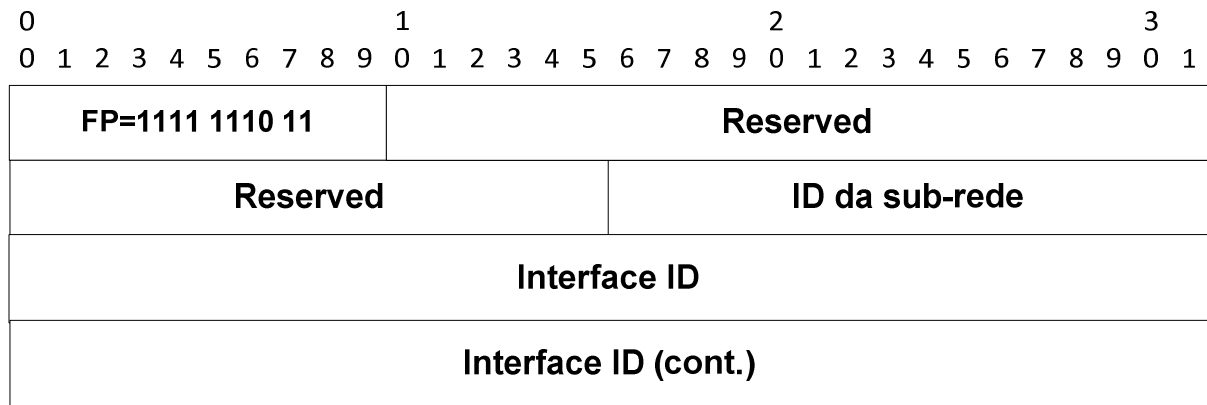 0 1 2 3
0 1 2 3 4 5 6 7 8 9 0 1 2 3 4 5 6 7 8 9 0 1 2 3 4 5 6 7 8 9 0 1
FP=1111 1110 11 Reserved
Reserved ID da sub-rede
Interface ID
Interface ID (cont.)